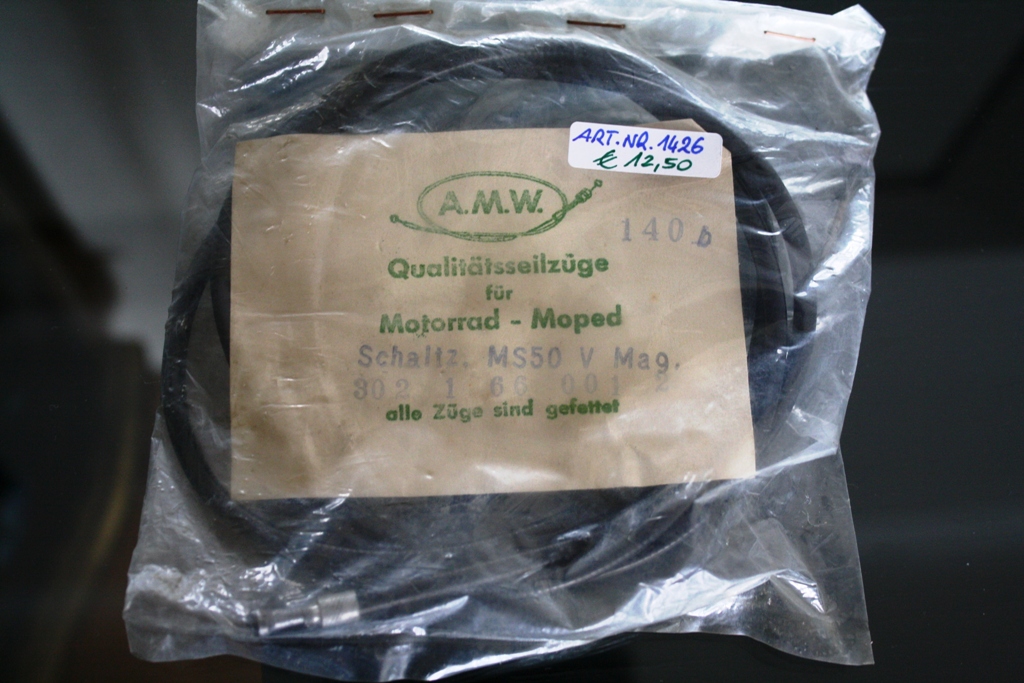 ART.NR.1426
€ 12,50
A.M.W.
140 b
Qualitätsseilzüge
für
Motorrad - Moped
Schaltz. MS50 V Mag.
302 1 66 001 2
alle Züge sind gefettet